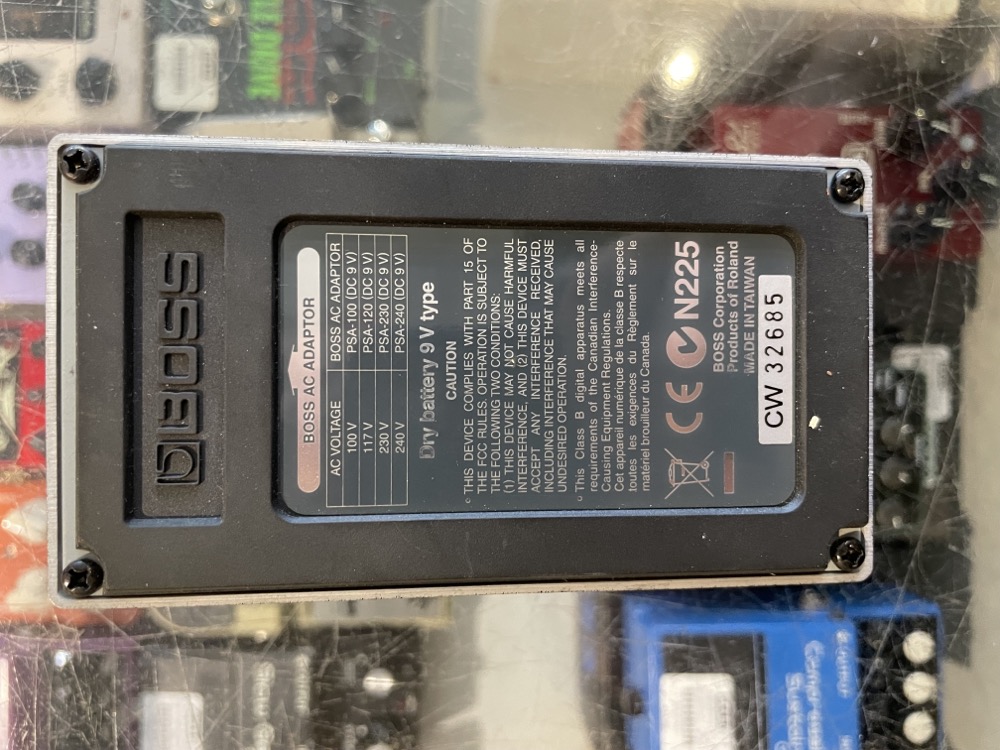 BOSS
BOSS AC ADAPTOR
AC VOLTAGE BOSS AC ADAPTOR
100 V PSA-100 (DC 9 V)
117 V PSA-120 (DC 9 V)
230 V PSA-230 (DC 9 V)
240 V PSA-240 (DC 9 V)
Dry battery 9 V type
CAUTION
THIS DEVICE COMPLIES WITH PART 15 OF
THE FCC RULES. OPERATION IS SUBJECT TO
THE FOLLOWING TWO CONDITIONS:
(1) THIS DEVICE MAY NOT CAUSE HARMFUL
INTERFERENCE, AND (2) THIS DEVICE MUST
ACCEPT ANY INTERFERENCE RECEIVED,
INCLUDING INTERFERENCE THAT MAY CAUSE
UNDESIRED OPERATION.
This Class B digital apparatus meets all
requirements of the Canadian Interference-
Causing Equipment Regulations.
Cet appareil numérique de la classe B respecte
toutes les exigences du Règlement sur le
matériel brouilleur du Canada.
CE N225
BOSS Corporation
Products of Roland
MADE IN TAIWAN
CW 32685